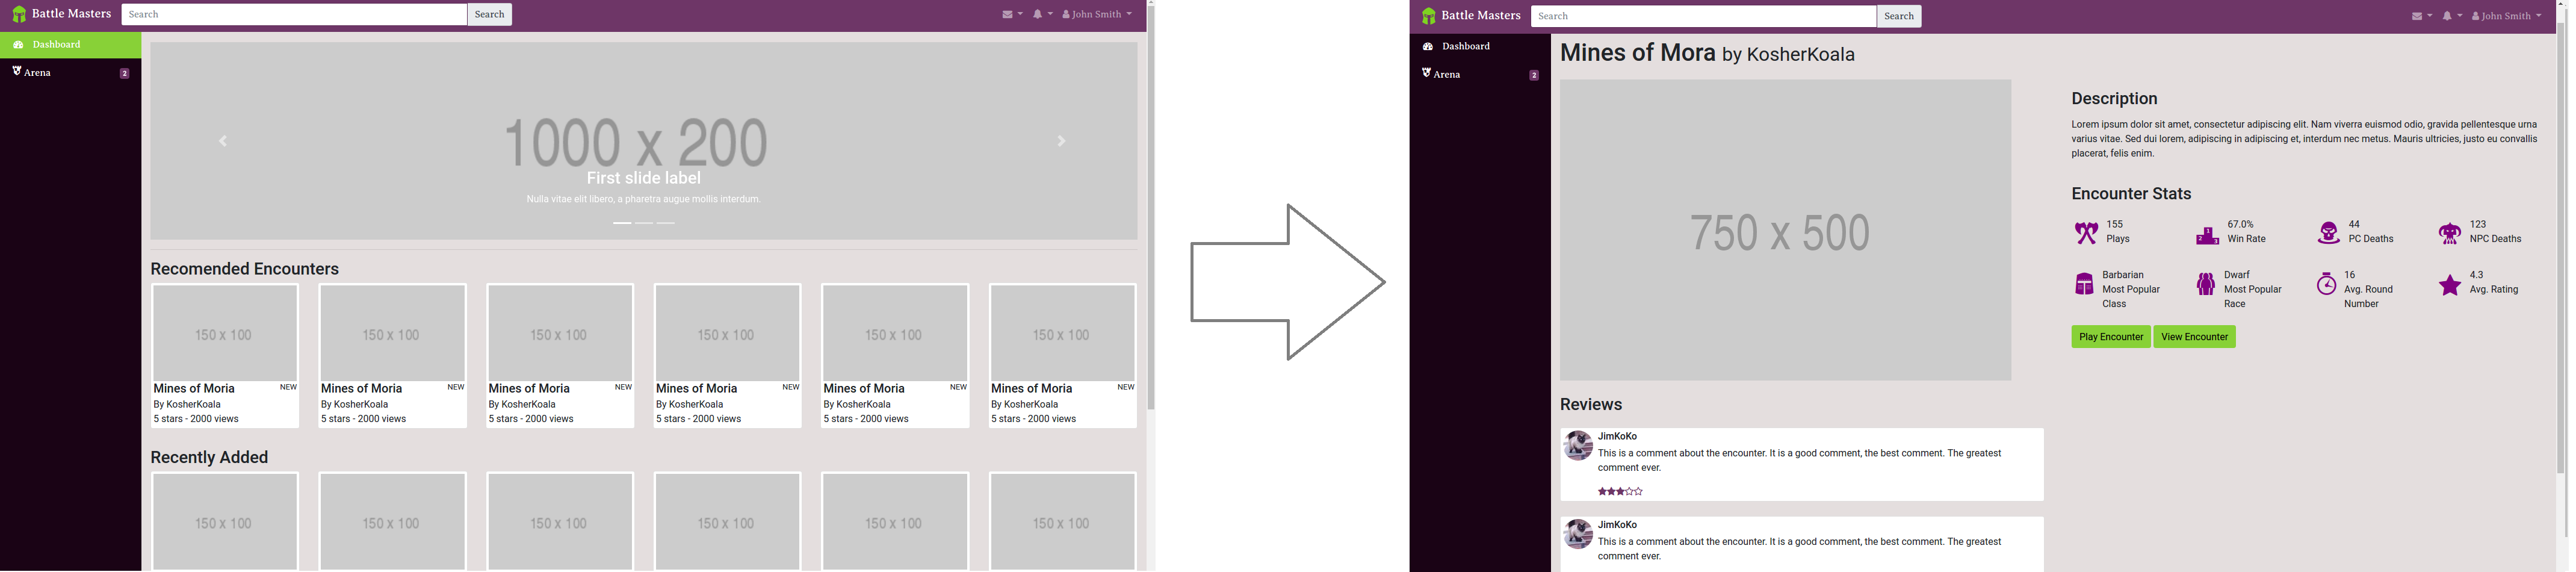 Battle Masters
Search
Search
John Smith
Dashboard
Arena
2
1000 x 200
First slide label
Nulla vitae elit libero, a pharetra augue mollis interdum.
Recomended Encounters
150 x 100
150 x 100
150 x 100
150 x 100
150 x 100
150 x 100
Mines of Moria NEW
By KosherKoala
5 stars - 2000 views
Mines of Moria NEW
By KosherKoala
5 stars - 2000 views
Mines of Moria NEW
By KosherKoala
5 stars - 2000 views
Mines of Moria NEW
By KosherKoala
5 stars - 2000 views
Mines of Moria NEW
By KosherKoala
5 stars - 2000 views
Mines of Moria NEW
By KosherKoala
5 stars - 2000 views
Recently Added
150 x 100
150 x 100
150 x 100
150 x 100
150 x 100
150 x 100
Battle Masters
Search
Search
John Smith
Dashboard
Arena
2
Mines of Mora by KosherKoala
750 x 500
Description
Lorem ipsum dolor sit amet, consectetur adipiscing elit. Nam viverra euismod odio, gravida pellentesque urna
varius vitae. Sed dui lorem, adipiscing in adipiscing et, interdum nec metus. Mauris ultricies, justo eu convallis
placerat, felis enim.
Encounter Stats
155
Plays
67.0%
Win Rate
44
PC Deaths
123
NPC Deaths
Barbarian
Most Popular
Class
Dwarf
Most Popular
Race
16
Avg. Round
Number
4.3
Avg. Rating
Play Encounter
View Encounter
Reviews
JimKoKo
This is a comment about the encounter. It is a good comment, the best comment. The greatest
comment ever.
JimKoKo
This is a comment about the encounter. It is a good comment, the best comment. The greatest
comment ever.